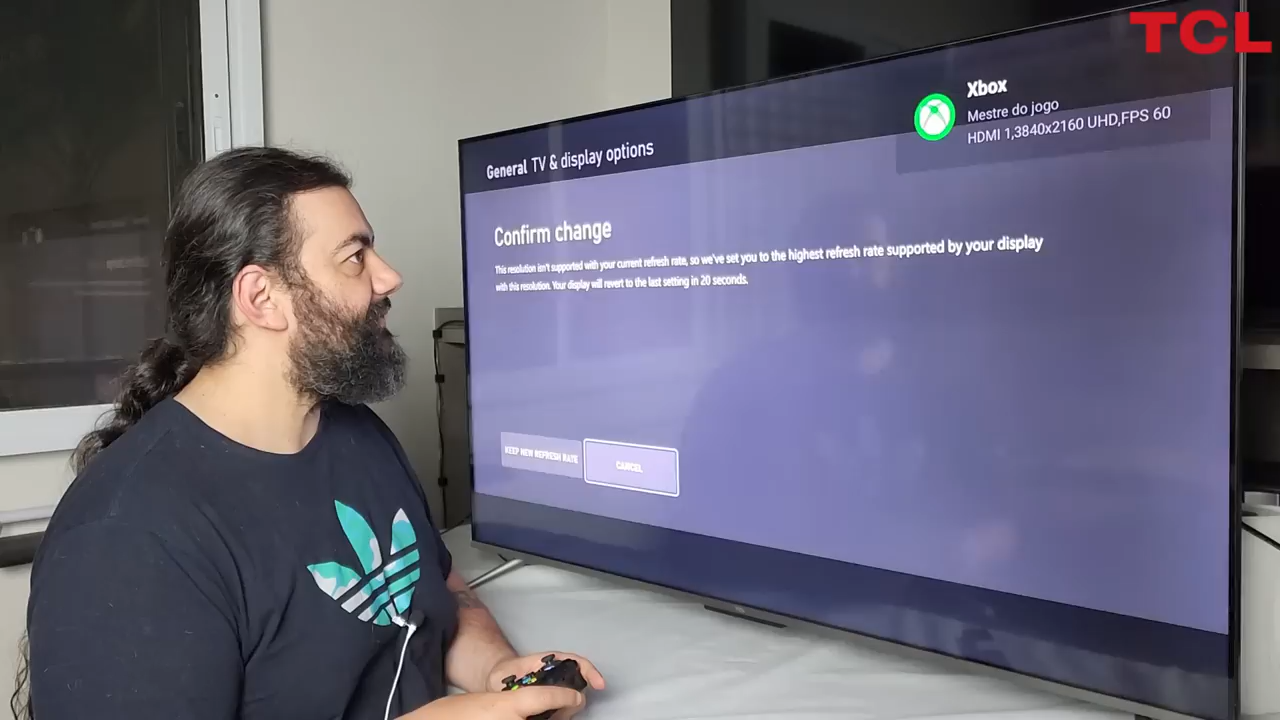 TCL
Xbox
Mestre do jogo
HDMI 1,3840x2160 UHD,FPS 60
General TV & display options
Confirm change
This resolution isn't supported with your current refresh rate, so we've set you to the highest refresh rate supported by your display
with this resolution. Your display will revert to the last setting in 20 seconds.
KEEP NEW REFRESH RATE
CANCEL